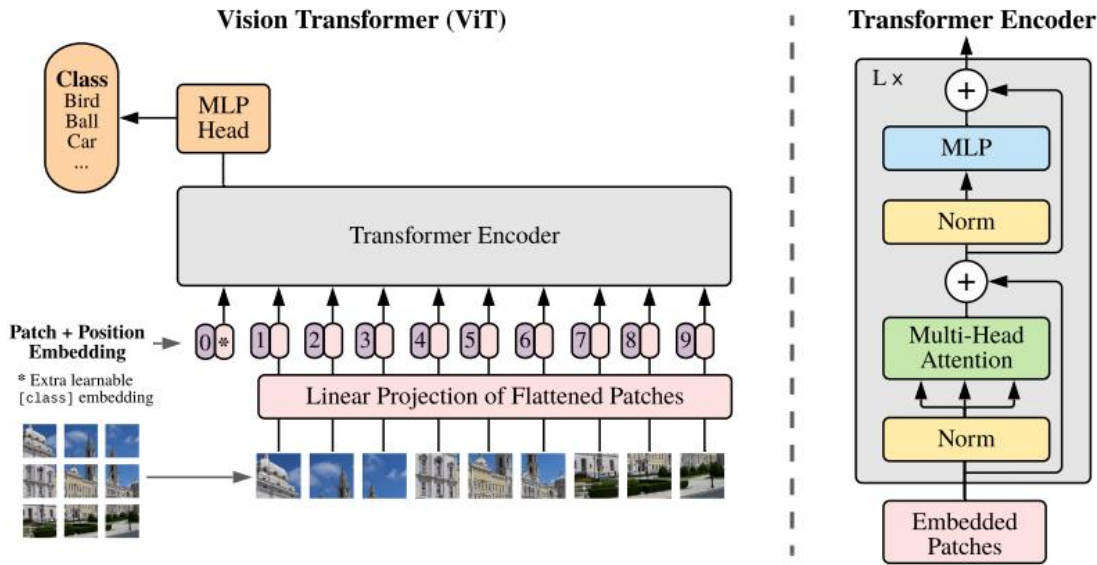 Vision Transformer (ViT)
Class
Bird
Ball
Car
...
MLP
Head
Transformer Encoder
Patch + Position
Embedding
* Extra learnable
[class] embedding
0 * 1 2 3 4 5 6 7 8 9
Linear Projection of Flattened Patches
Transformer Encoder
L ×
+
MLP
Norm
+
Multi-Head
Attention
Norm
Embedded
Patches